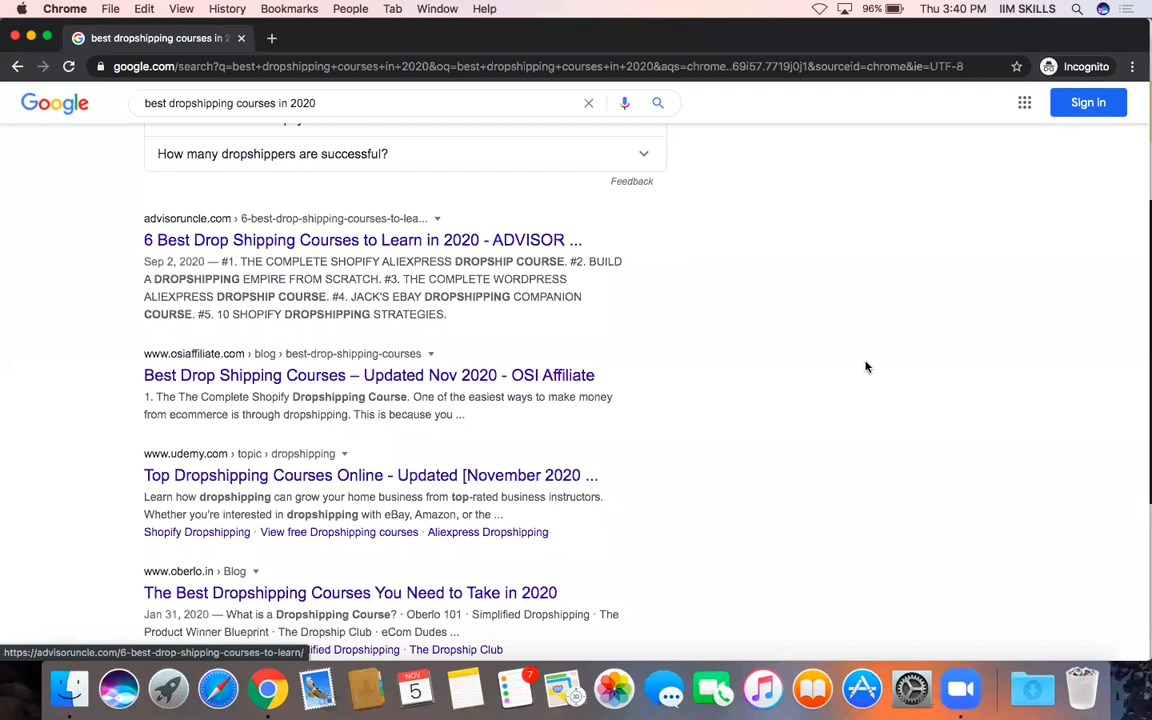 Chrome File Edit View History Bookmarks People Tab Window Help 96% Thu 3:40 PM IIM SKILLS
best dropshipping courses in 2
google.com/search?q=best+dropshipping+courses+in+2020&oq=best+dropshipping+courses+in+2020&aqs=chrome..69i57.7719j0j1&sourceid=chrome&ie=UTF-8 Incognito
Google best dropshipping courses in 2020 Sign in
How many dropshippers are successful?
Feedback
advisoruncle.com › 6-best-drop-shipping-courses-to-lea...
6 Best Drop Shipping Courses to Learn in 2020 - ADVISOR ...
Sep 2, 2020 — #1. THE COMPLETE SHOPIFY ALIEXPRESS DROPSHIP COURSE. #2. BUILD
A DROPSHIPPING EMPIRE FROM SCRATCH. #3. THE COMPLETE WORDPRESS
ALIEXPRESS DROPSHIP COURSE. #4. JACK'S EBAY DROPSHIPPING COMPANION
COURSE. #5. 10 SHOPIFY DROPSHIPPING STRATEGIES.
www.osiaffiliate.com › blog › best-drop-shipping-courses
Best Drop Shipping Courses – Updated Nov 2020 - OSI Affiliate
1. The The Complete Shopify Dropshipping Course. One of the easiest ways to make money
from ecommerce is through dropshipping. This is because you ...
www.udemy.com › topic › dropshipping
Top Dropshipping Courses Online - Updated [November 2020 ...
Learn how dropshipping can grow your home business from top-rated business instructors.
Whether you're interested in dropshipping with eBay, Amazon, or the ...
Shopify Dropshipping · View free Dropshipping courses · Aliexpress Dropshipping
www.oberlo.in › Blog
The Best Dropshipping Courses You Need to Take in 2020
Jan 31, 2020 — What is a Dropshipping Course? · Oberlo 101 · Simplified Dropshipping · The
Product Winner Blueprint · The Dropship Club · eCom Dudes ...
https://advisoruncle.com/6-best-drop-shipping-courses-to-learn/ Dropshipping · The Dropship Club
NOV
5
7